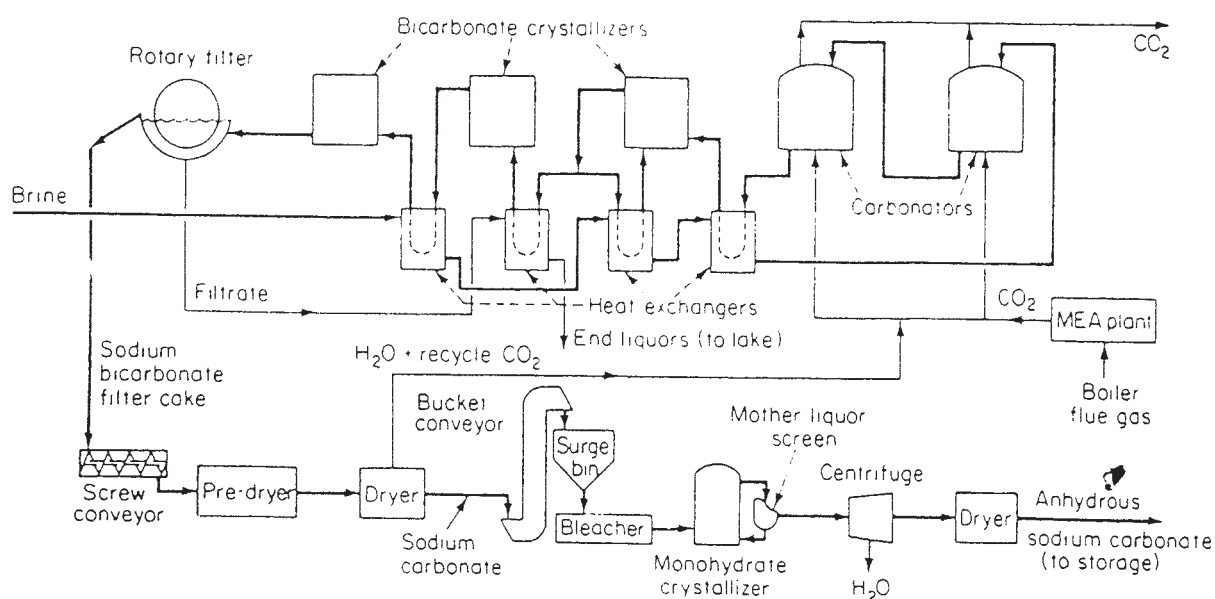 Bicarbonate crystallizers
Rotary filter
CC2
Brine
Carbonators
Filtrate
Heat exchangers
CO2
MEA plant
End liquors (to lake)
H2O + recycle CO2
Sodium
bicarbonate
filter cake
Boiler
flue gas
Bucket
conveyor
Mother liquor
screen
Surge
bin
Centrifuge
Screw
conveyor
Pre-dryer
Dryer
Bleacher
Dryer
Anhydrous
sodium carbonate
(to storage)
Sodium
carbonate
Monohydrate
crystallizer
H2O